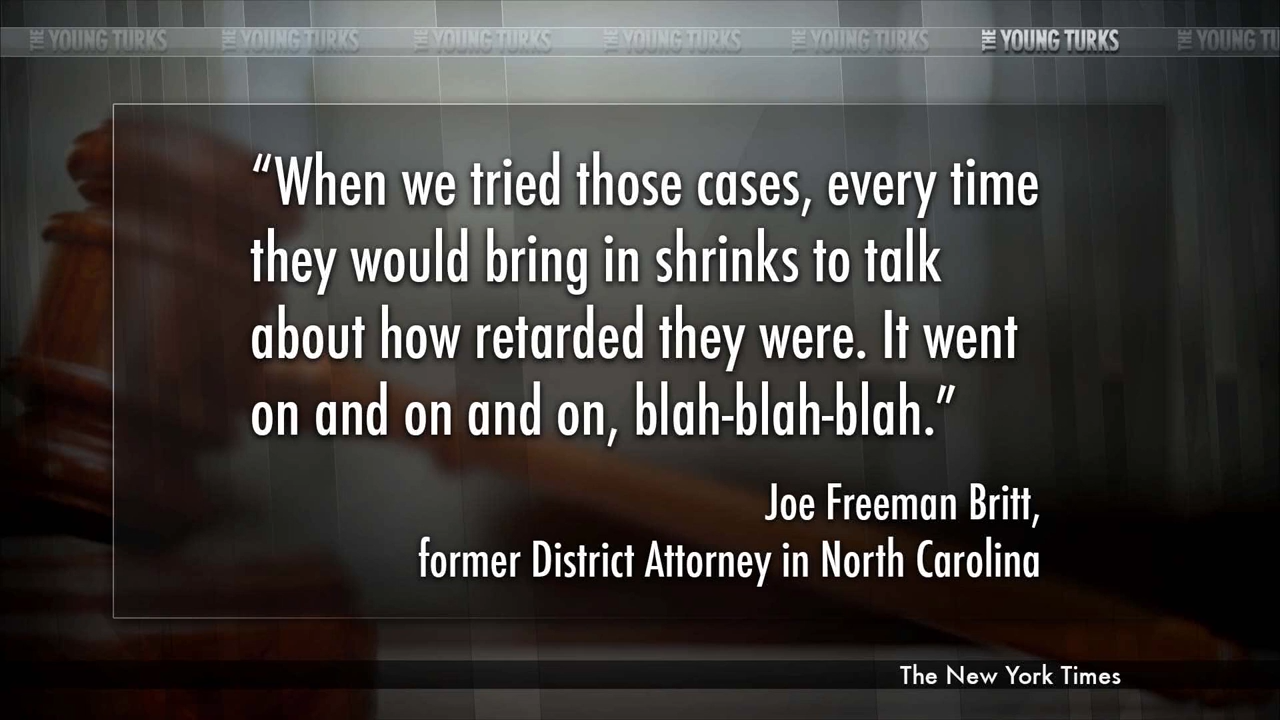 THE YOUNG TURKS THE YOUNG TURKS THE YOUNG TURKS THE YOUNG TURKS THE YOUNG TURKS THE YOUNG TURKS THE YOUNG TU
“When we tried those cases, every time
they would bring in shrinks to talk
about how retarded they were. It went
on and on and on, blah-blah-blah.”
Joe Freeman Britt,
former District Attorney in North Carolina
The New York Times